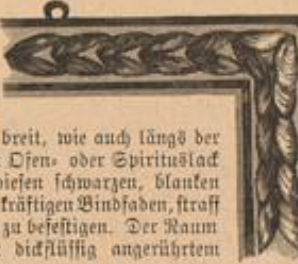 breit, wie auch längs der
Ofen= oder Spirituslack
diesen schwarzen, blanken
kräftigen Bindfaden, straff
zu befestigen. Der Raum
dickflüssig angerührtem